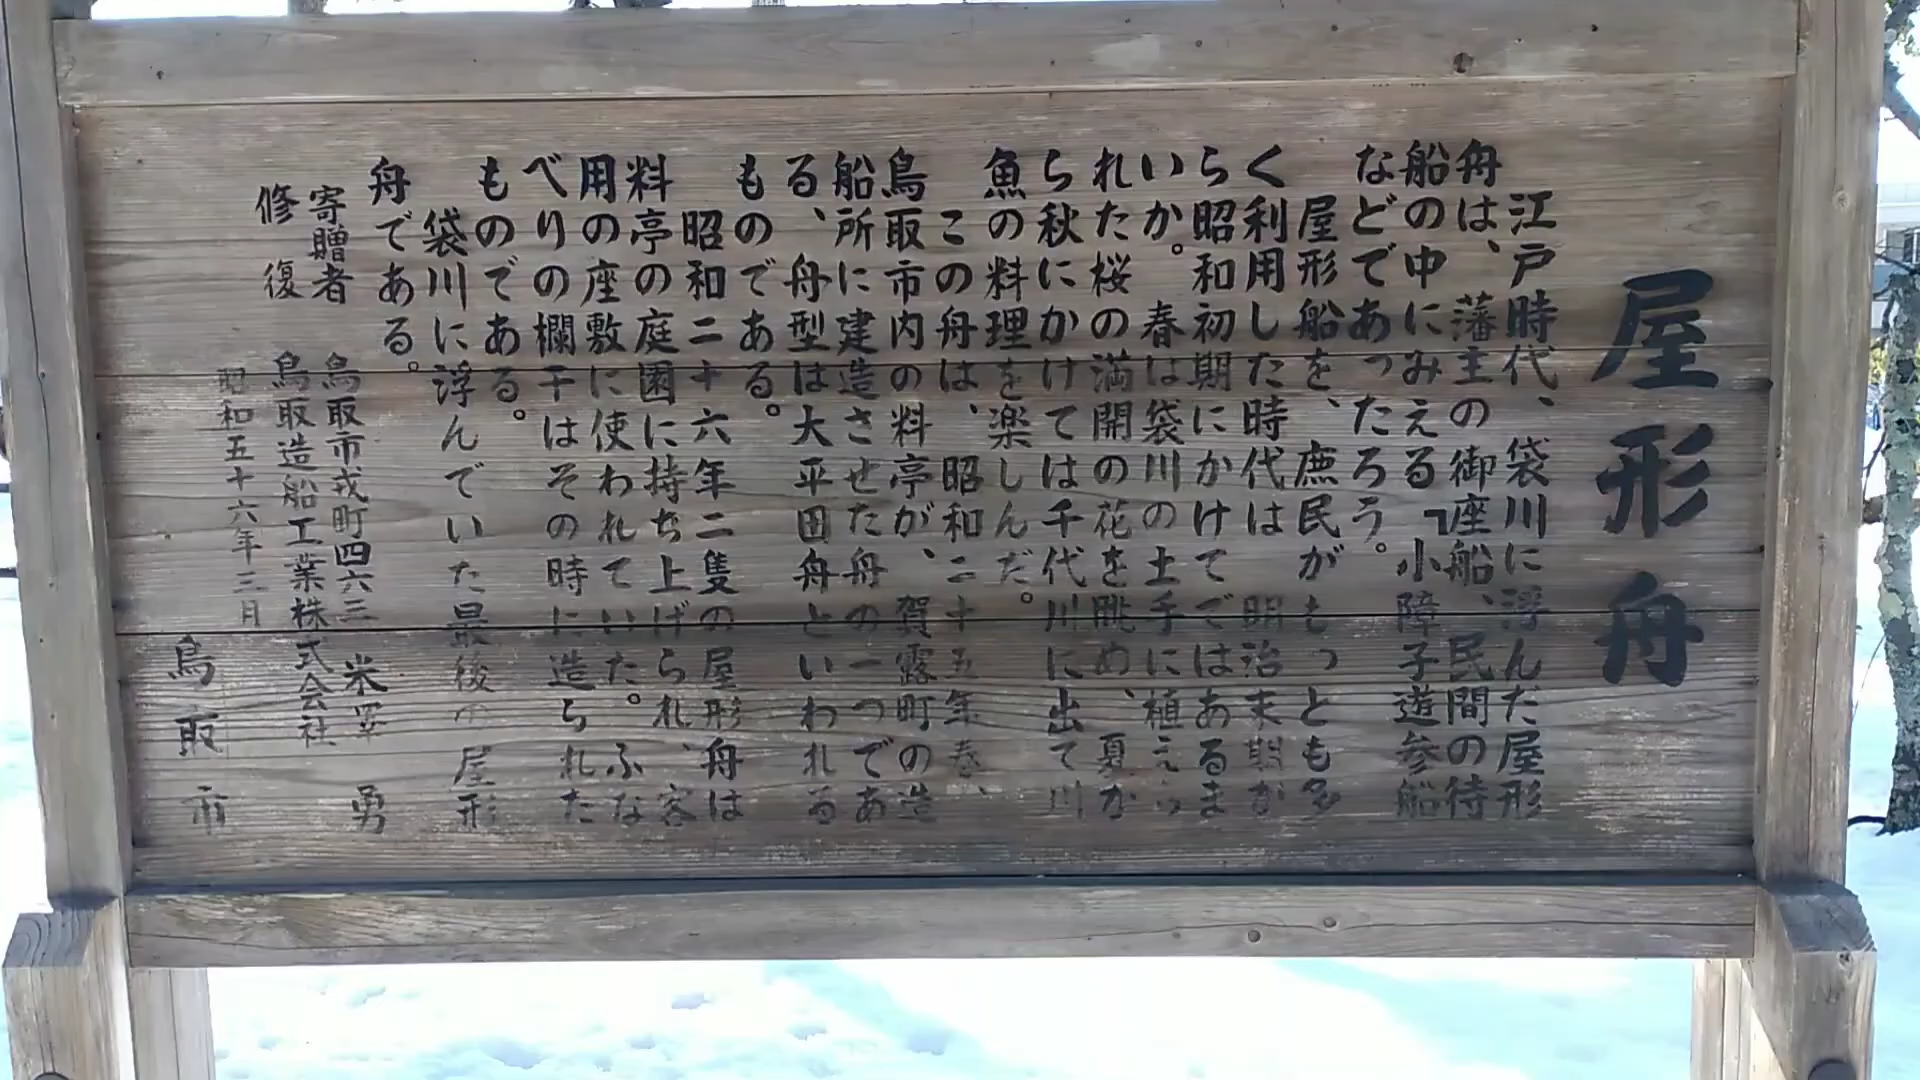 屋形舟
江戸時代、袋川に浮んだ屋形
舟は、藩主の御座船、民間の待
船の中にみえる「小障子遊参船
などであったろう。
屋形船を、庶民がもっとも多
く利用した時代は明治末期か
ら昭和初期にかけてではあるま
いか。春は袋川の土手に植えら
れた桜の満開の花を眺め、夏か
ら秋にかけては千代川に出て川
魚の料理を楽しんだ。
この舟は、昭和二十五年春、
鳥取市内の料亭が、賀露町の造
船所に建造させた舟の一つであ
る、舟型は大平田舟といわれる
ものである。
昭和二十六年二隻の屋形舟は
料亭の庭園に持ち上げられ、客
用の座敷に使われていた。ふな
べりの欄干はその時に造られた
ものである。
袋川に浮んでいた最後の屋形
舟である。
寄贈者 鳥取市戎町四六三 米 勇
修復 鳥取造船工業株式会社
昭和五十六年三月
鳥取市